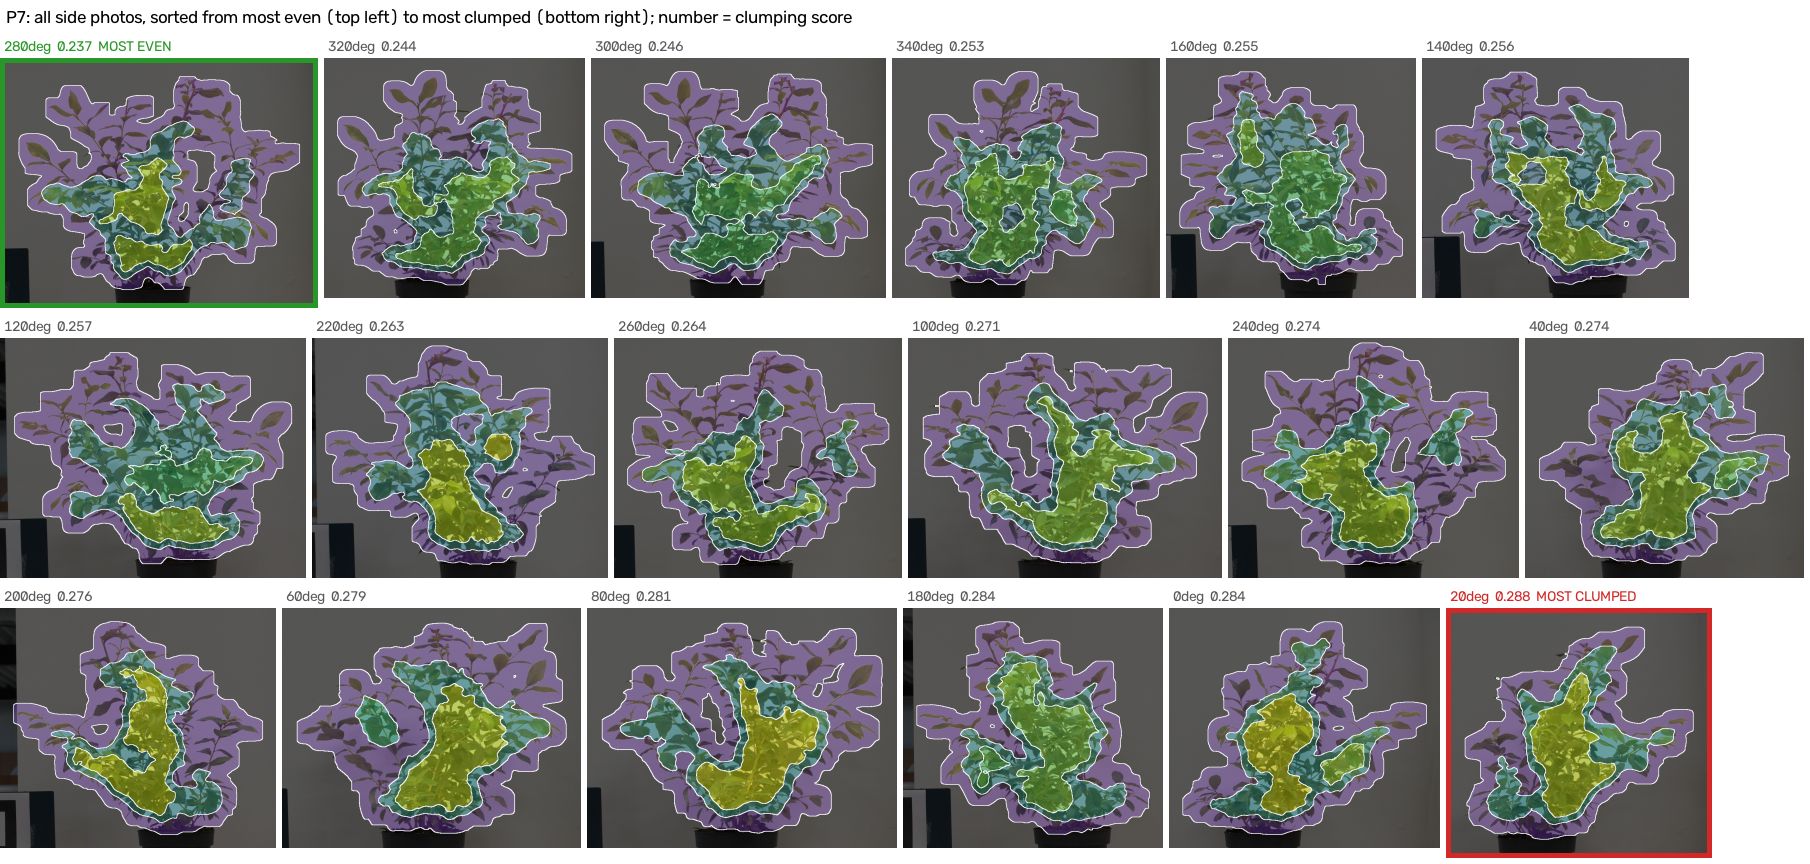 P7: all side photos, sorted from most even (top left) to most clumped (bottom right); number = clumping score
280deg 0.237 MOST EVEN
320deg 0.244
300deg 0.246
340deg 0.253
160deg 0.255
140deg 0.256
120deg 0.257
220deg 0.263
260deg 0.264
100deg 0.271
240deg 0.274
40deg 0.274
200deg 0.276
60deg 0.279
80deg 0.281
180deg 0.284
0deg 0.284
20deg 0.288 MOST CLUMPED